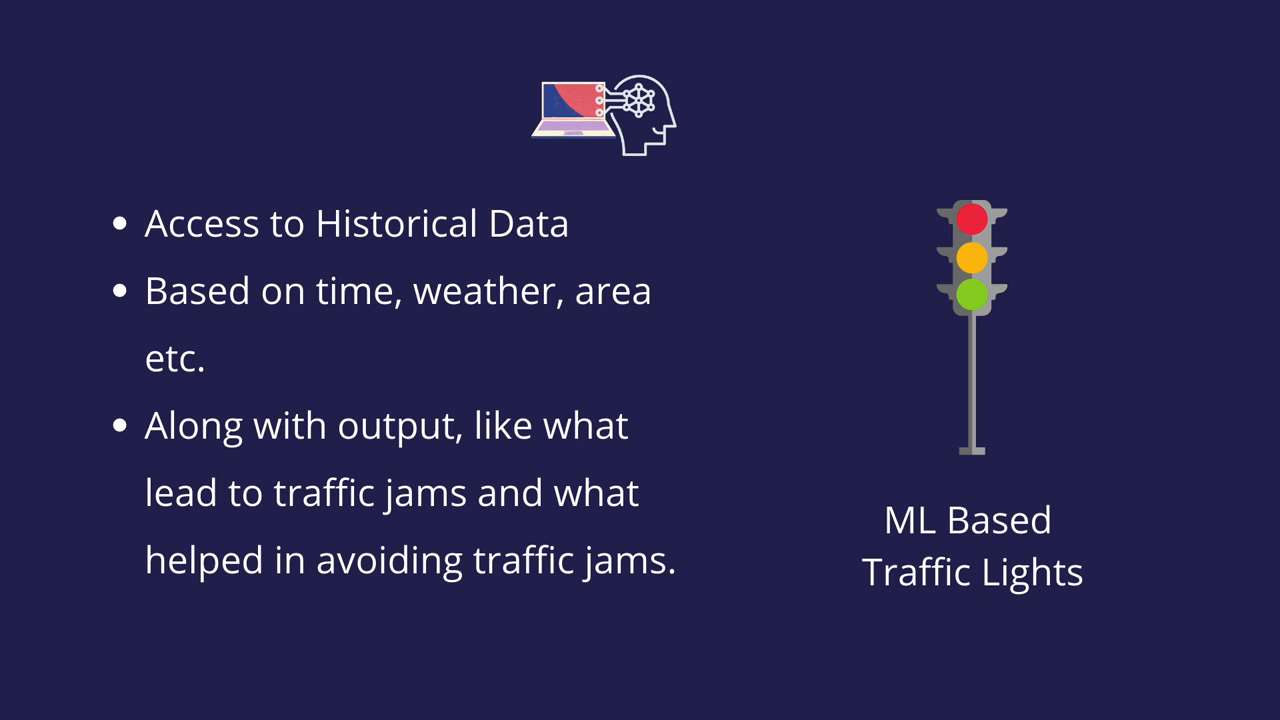 • Access to Historical Data
• Based on time, weather, area
etc.
• Along with output, like what
lead to traffic jams and what
helped in avoiding traffic jams.
ML Based
Traffic Lights